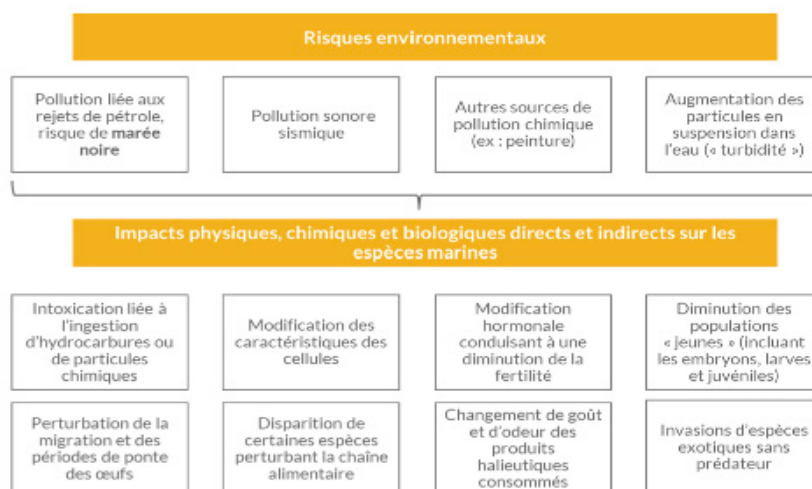 Risques environnementaux
Pollution liée aux
rejets de pétrole,
risque de marée
noire
Pollution sonore
sismique
Autres sources de
pollution chimique
(ex : peinture)
Augmentation des
particules en
suspension dans
l'eau (« turbidité »)
Impacts physiques, chimiques et biologiques directs et indirects sur les
espèces marines
Intoxication liée à
l'ingestion
d'hydrocarbures ou
de particules
chimiques
Modification des
caractéristiques des
cellules
Modification
hormonale
conduisant à une
diminution de la
fertilité
Diminution des
populations
« jeunes » (incluant
les embryons, larves
et juvéniles)
Perturbation de la
migration et des
périodes de ponte
des œufs
Disparition de
certaines espèces
perturbant la chaîne
alimentaire
Changement de goût
et d'odeur des
produits
halieutiques
consommés
Invasions d'espèces
exotiques sans
prédateur